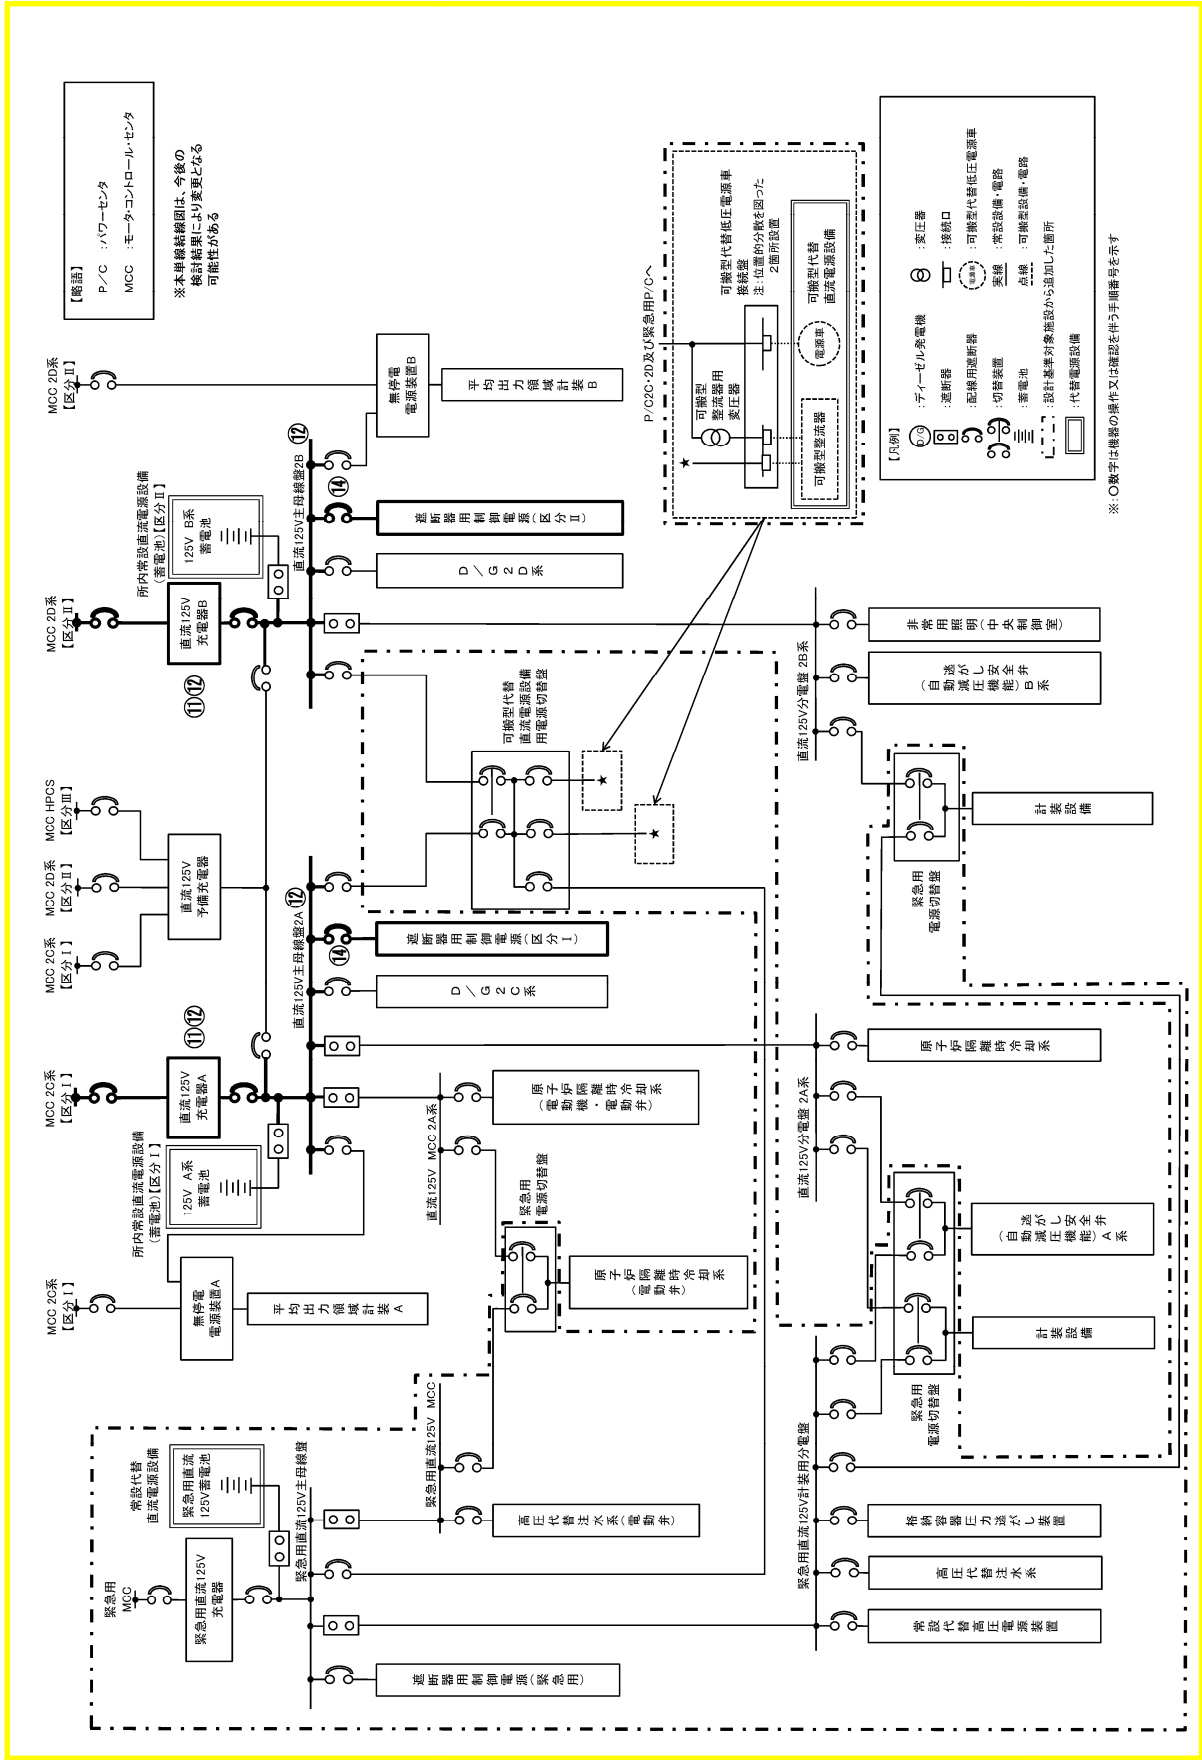 【略語】
P／C ：パワーセンタ
MCC ：モータ・コントロール・センタ
※本単線結線図は、今後の
検討結果により変更となる
可能性がある
MCC 2D系
【区分Ⅱ】
無停電
電源装置B
平均出力領域計装 B
所内常設直流電源設備
（蓄電池）【区分Ⅱ】
125V B系
蓄電池
MCC 2D系
【区分Ⅱ】
直流125V
充電器B
⑪⑫
直流125V主母線盤2B
⑫
⑭
遮断器用制御電源（区分Ⅱ）
D／G2D系
MCC HPCS
【区分Ⅲ】
MCC 2D系
【区分Ⅱ】
MCC 2C系
【区分Ⅰ】
直流125V
予備充電器
可搬型代替
直流電源設備
用電源切替盤
★
★
⑪⑫
MCC 2C系
【区分Ⅰ】
直流125V
充電器A
所内常設直流電源設備
（蓄電池）【区分Ⅰ】
125V A系
蓄電池
直流125V主母線盤2A
⑫
⑭
遮断器用制御電源（区分Ⅰ）
D／G2C系
MCC 2C系
【区分Ⅰ】
無停電
電源装置A
平均出力領域計装 A
直流125V MCC 2A系
原子炉隔離時冷却系
（電動機・電動弁）
緊急用
電源切替盤
原子炉隔離時冷却系
（電動弁）
常設代替
直流電源設備
緊急用直流
125V蓄電池
緊急用
MCC
緊急用直流125V
充電器
緊急用直流125V主母線盤
緊急用直流125V MCC
高圧代替注水系（電動弁）
遮断器用制御電源（緊急用）
P/C2C・2D及び緊急用P/Cへ
可搬型代替低圧電源車
接続盤
注：位置的分散を図った
2箇所設置
可搬型
整流器用
変圧器
★
可搬型代替
直流電源設備
電源車
可搬型整流器
【凡例】
D/G ：ディーゼル発電機
：遮断器
：配線用遮断器
：切替装置
：蓄電池
：設計基準対象施設から追加した箇所
：代替電源設備
：変圧器
：接続口
電源車 ：可搬型代替低圧電源車
実線 ：常設設備・電路
点線 ：可搬型設備・電路
※：○数字は機器の操作又は確認を伴う手順番号を示す
直流125V分電盤 2B系
非常用照明（中央制御室）
逃がし安全弁
（自動減圧機能）B系
緊急用
電源切替盤
計装設備
直流125V分電盤 2A系
原子炉隔離時冷却系
逃がし安全弁
（自動減圧機能）A系
計装設備
緊急用
電源切替盤
緊急用直流125V計装用分電盤
格納容器圧力逃がし装置
高圧代替注水系
常設代替高圧電源装置